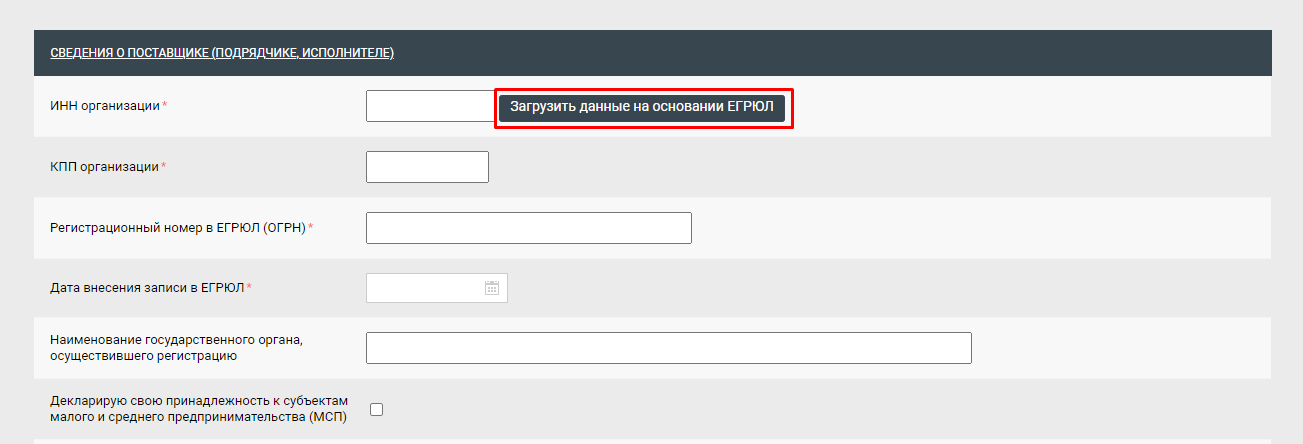 СВЕДЕНИЯ О ПОСТАВЩИКЕ (ПОДРЯДЧИКЕ, ИСПОЛНИТЕЛЕ)
ИНН организации*
Загрузить данные на основании ЕГРЮЛ
КПП организации*
Регистрационный номер в ЕГРЮЛ (ОГРН)*
Дата внесения записи в ЕГРЮЛ*
Наименование государственного органа,
осуществившего регистрацию
Декларирую свою принадлежность к субъектам
малого и среднего предпринимательства (МСП)